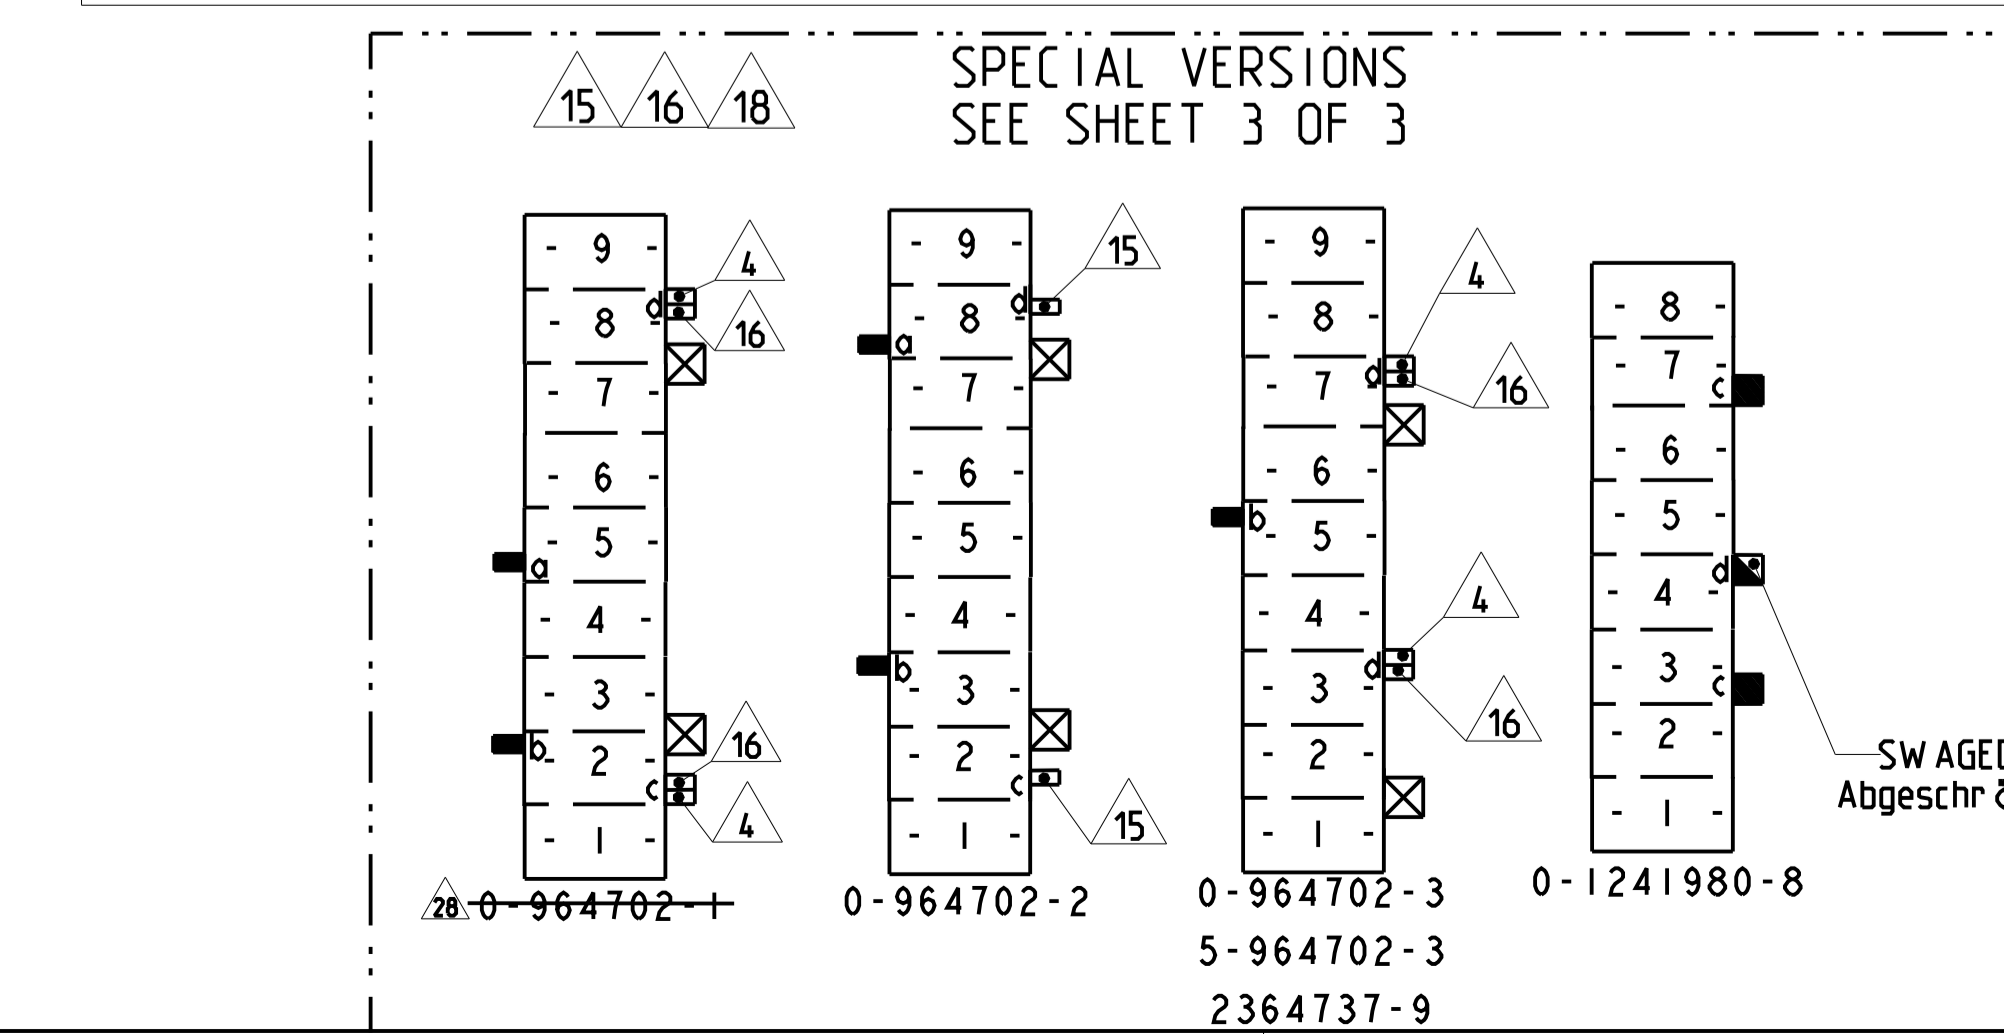 SPECIAL VERSIONS
SEE SHEET 3 OF 3
15 16 18
- 9 -
4
d
- 8 -
16
- 7 -
- 6 -
- 5 -
a
- 4 -
- 3 -
16
b
- 2 -
c
4
- 1 -
28 0-964702-1
- 9 -
15
d
- 8 -
a
- 7 -
- 6 -
- 5 -
- 4 -
b
- 3 -
- 2 -
c
15
- 1 -
0-964702-2
- 9 -
4
- 8 -
d
- 7 -
16
- 6 -
b
- 5 -
4
- 4 -
d
- 3 -
16
- 2 -
- 1 -
0-964702-3
5-964702-3
2364737-9
- 8 -
- 7 -
c
- 6 -
- 5 -
d
- 4 -
- 3 -
c
- 2 -
- 1 -
0-1241980-8
SWAGED